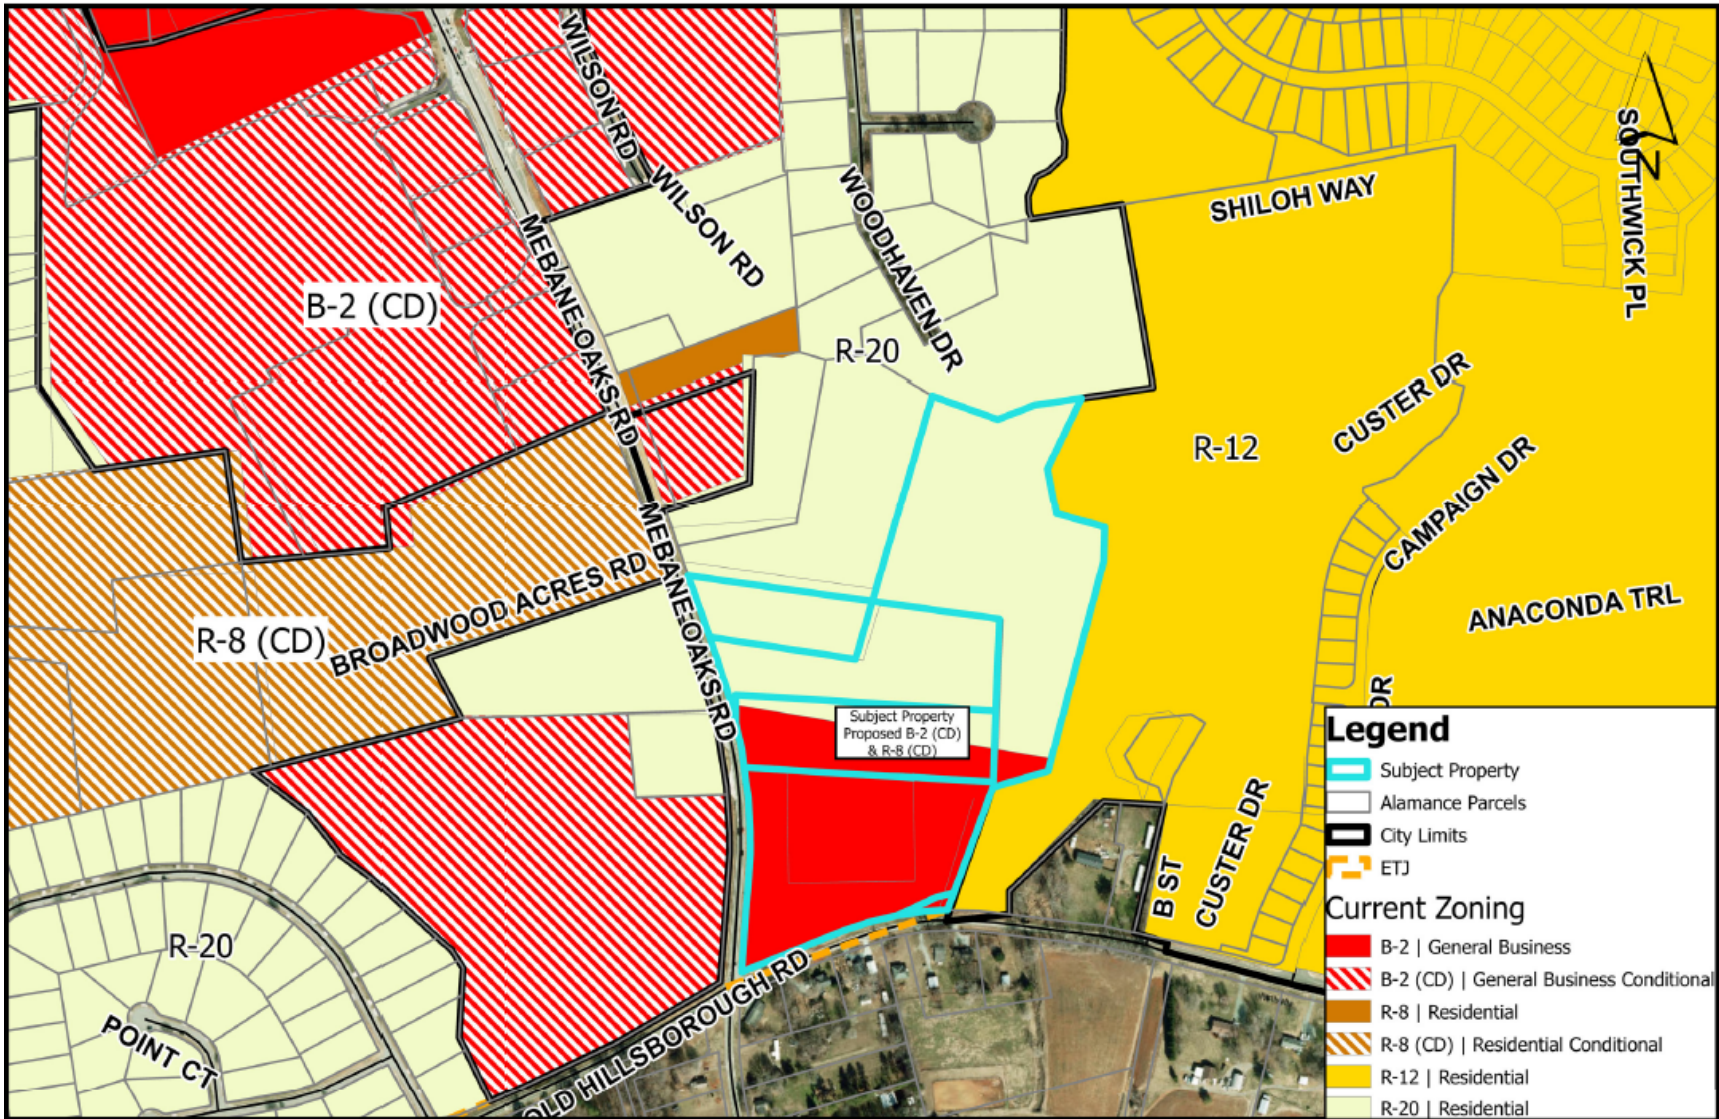 WILSON RD
WILSON RD
WOODHAVEN DR
SHILOH WAY
SOUTHWICK PL
N
MEBANE OAKS RD
B-2 (CD)
R-20
R-12
CUSTER DR
CAMPAIGN DR
ANACONDA TRL
MEBANE OAKS RD
BROADWOOD ACRES RD
R-8 (CD)
DR
Subject Property
Proposed B-2 (CD)
& R-8 (CD)
B ST
CUSTER DR
R-20
POINT CT
OLD HILLSBOROUGH RD
Legend
Subject Property
Alamance Parcels
City Limits
ETJ
Current Zoning
B-2 | General Business
B-2 (CD) | General Business Conditional
R-8 | Residential
R-8 (CD) | Residential Conditional
R-12 | Residential
R-20 | Residential